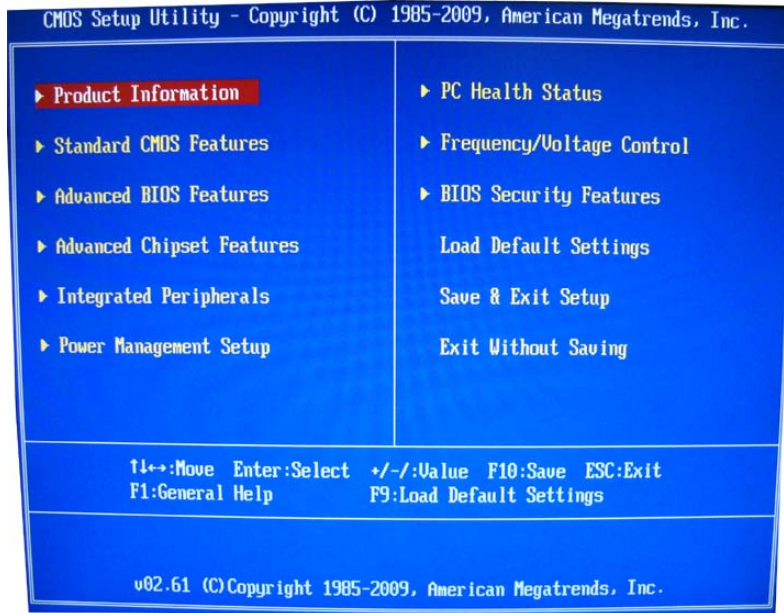 CMOS Setup Utility - Copyright (C) 1985-2009, American Megatrends, Inc.
Product Information
Standard CMOS Features
Advanced BIOS Features
Advanced Chipset Features
Integrated Peripherals
Power Management Setup
PC Health Status
Frequency/Voltage Control
BIOS Security Features
Load Default Settings
Save & Exit Setup
Exit Without Saving
↑↓↔:Move Enter:Select +/-/:Value F10:Save ESC:Exit
F1:General Help F9:Load Default Settings
v02.61 (C)Copyright 1985-2009, American Megatrends, Inc.